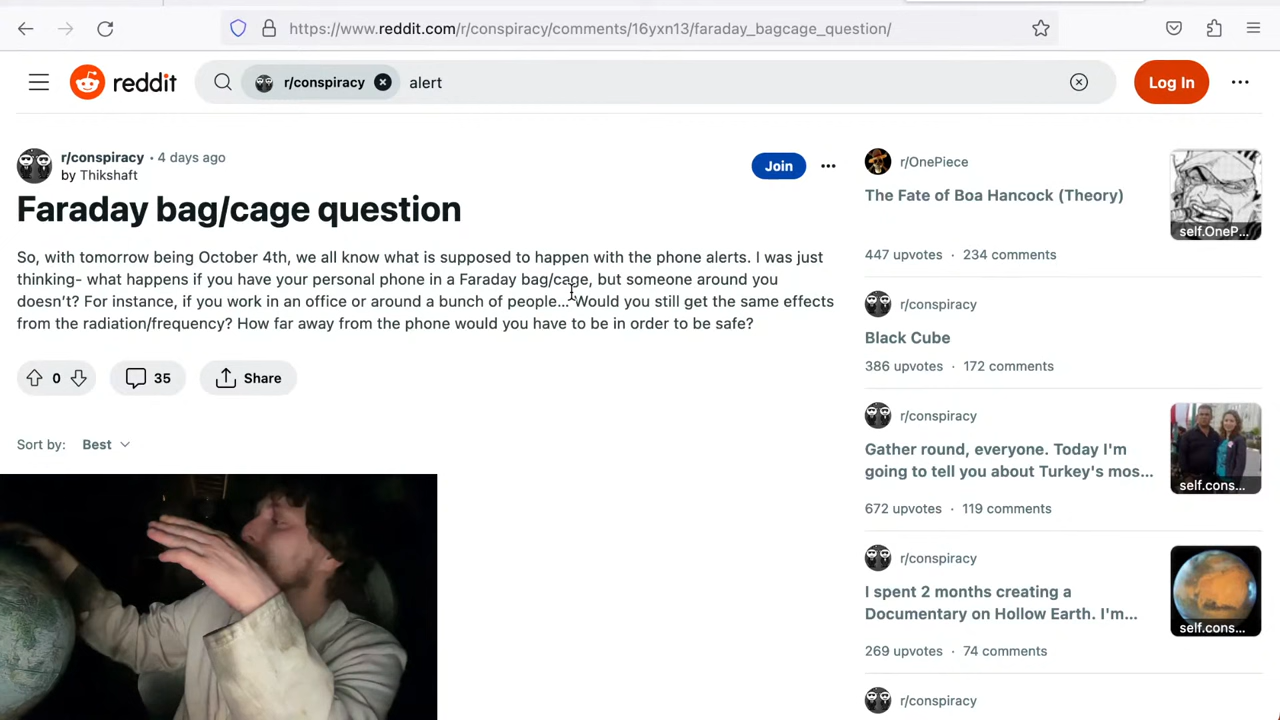 https://www.reddit.com/r/conspiracy/comments/16yxn13/faraday_bagcage_question/
reddit
r/conspiracy
alert
Log In
r/conspiracy • 4 days ago
by Thikshaft
Join
Faraday bag/cage question
So, with tomorrow being October 4th, we all know what is supposed to happen with the phone alerts. I was just
thinking- what happens if you have your personal phone in a Faraday bag/cage, but someone around you
doesn't? For instance, if you work in an office or around a bunch of people... Would you still get the same effects
from the radiation/frequency? How far away from the phone would you have to be in order to be safe?
0
35
Share
Sort by: Best
r/OnePiece
The Fate of Boa Hancock (Theory)
self.OneP...
447 upvotes · 234 comments
r/conspiracy
Black Cube
386 upvotes · 172 comments
r/conspiracy
Gather round, everyone. Today I'm
going to tell you about Turkey's mos...
self.cons...
672 upvotes · 119 comments
r/conspiracy
I spent 2 months creating a
Documentary on Hollow Earth. I'm...
self.cons...
269 upvotes · 74 comments
r/conspiracy